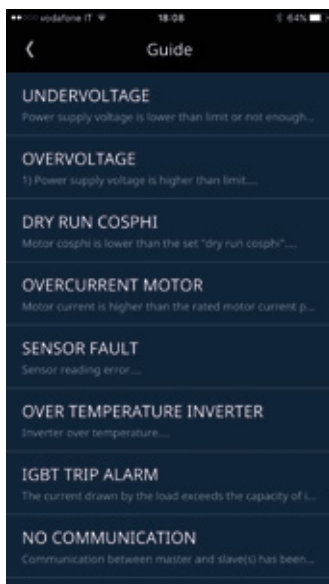 vodafone IT 18:08 64%
Guide
UNDERVOLTAGE
Power supply voltage is lower than limit or not enough...
OVERVOLTAGE
1) Power supply voltage is higher than limit....
DRY RUN COSPHI
Motor cosphi is lower than the set "dry run cosphi"....
OVERCURRENT MOTOR
Motor current is higher than the rated motor current p...
SENSOR FAULT
Sensor reading error....
OVER TEMPERATURE INVERTER
Inverter over temperature....
IGBT TRIP ALARM
The current drawn by the load exceeds the capacity of i...
NO COMMUNICATION
Communication between master and slave(s) has been...